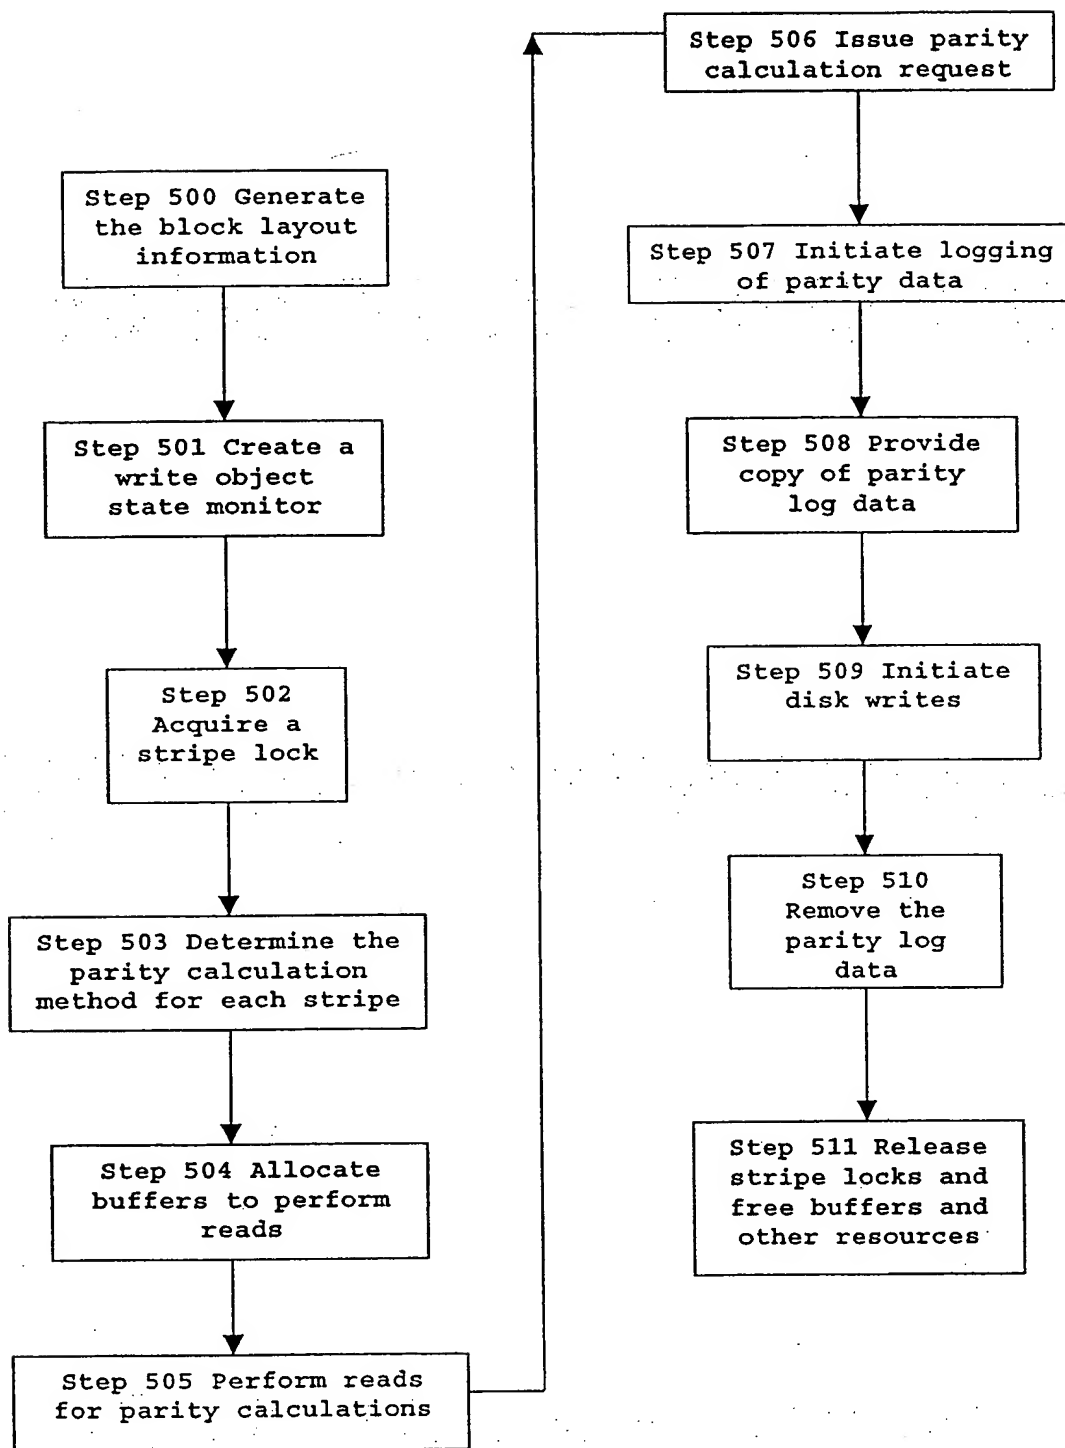 Step 500 Generate
the block layout
information
Step 501 Create a
write object
state monitor
Step 502
Acquire a
stripe lock
Step 503 Determine the
parity calculation
method for each stripe
Step 504 Allocate
buffers to perform
reads
Step 505 Perform reads
for parity calculations
Step 506 Issue parity
calculation request
Step 507 Initiate logging
of parity data
Step 508 Provide
copy of parity
log data
Step 509 Initiate
disk writes
Step 510
Remove the
parity log
data
Step 511 Release
stripe locks and
free buffers and
other resources